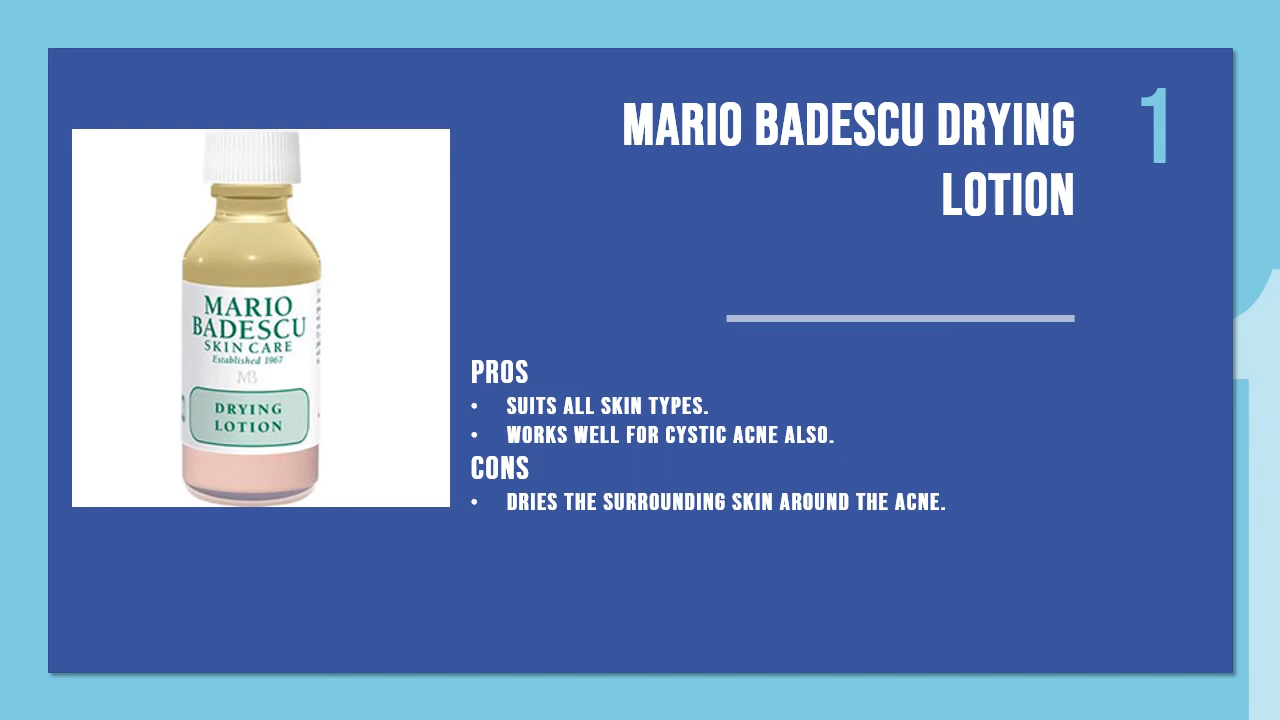 MARIO BADESCU DRYING
LOTION
1
MARIO
BADESCU
SKIN CARE
Established 1967
MB
DRYING
LOTION
PROS
• SUITS ALL SKIN TYPES.
• WORKS WELL FOR CYSTIC ACNE ALSO.
CONS
• DRIES THE SURROUNDING SKIN AROUND THE ACNE.